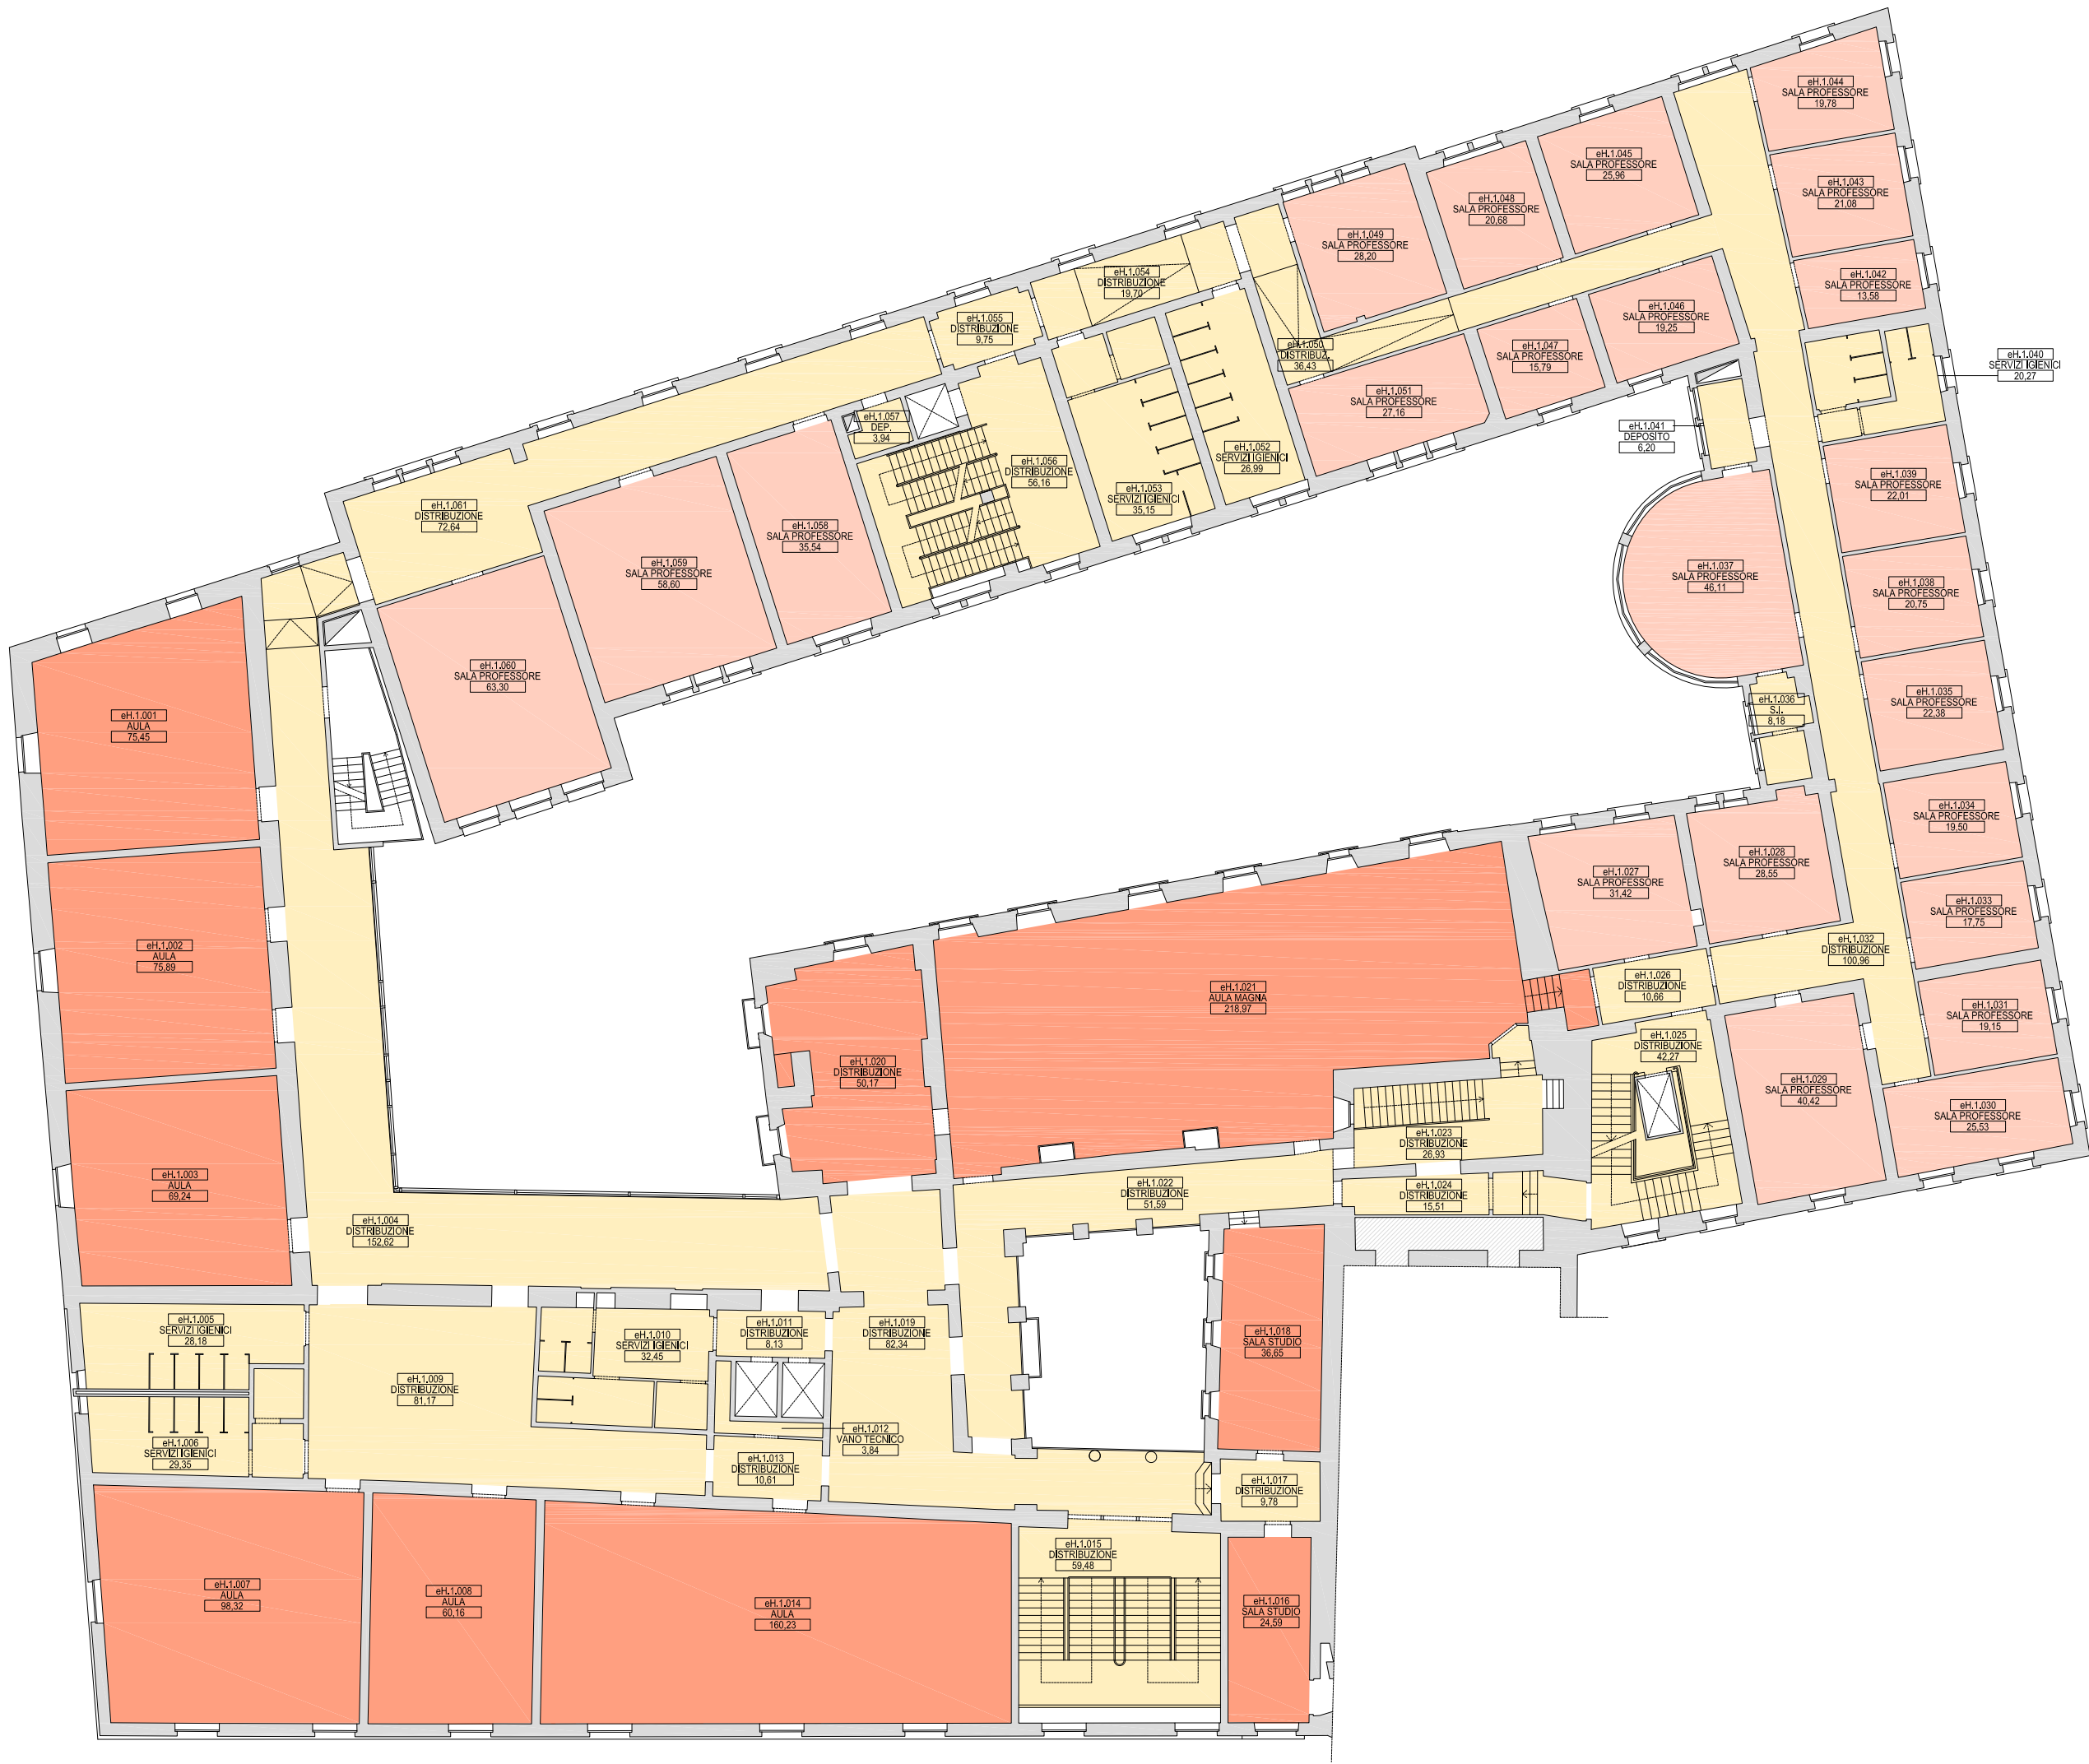 eH.1.044
SALA PROFESSORE
19,78
eH.1.045
SALA PROFESSORE
25,96
eH.1.043
SALA PROFESSORE
21,08
eH.1.048
SALA PROFESSORE
20,68
eH.1.049
SALA PROFESSORE
28,20
eH.1.042
SALA PROFESSORE
13,58
eH.1.054
DISTRIBUZIONE
19,70
eH.1.046
SALA PROFESSORE
19,25
eH.1.055
DISTRIBUZIONE
9,75
eH.1.047
SALA PROFESSORE
15,79
eH.1.050
DISTRIBUZ.
36,43
eH.1.040
SERVIZI IGIENICI
20,27
eH.1.051
SALA PROFESSORE
27,16
eH.1.057
DEP.
3,94
eH.1.041
DEPOSITO
6,20
eH.1.052
SERVIZI IGIENICI
26,99
eH.1.056
DISTRIBUZIONE
56,16
eH.1.039
SALA PROFESSORE
22,01
eH.1.053
SERVIZI IGIENICI
35,15
eH.1.061
DISTRIBUZIONE
72,64
eH.1.058
SALA PROFESSORE
35,54
eH.1.059
SALA PROFESSORE
58,60
eH.1.037
SALA PROFESSORE
46,11
eH.1.038
SALA PROFESSORE
20,75
eH.1.060
SALA PROFESSORE
63,30
eH.1.035
SALA PROFESSORE
22,38
eH.1.036
S.I.
8,18
eH.1.001
AULA
75,45
eH.1.034
SALA PROFESSORE
19,50
eH.1.028
SALA PROFESSORE
28,55
eH.1.027
SALA PROFESSORE
31,42
eH.1.033
SALA PROFESSORE
17,75
eH.1.002
AULA
75,89
eH.1.032
DISTRIBUZIONE
100,96
eH.1.026
DISTRIBUZIONE
10,66
eH.1.021
AULA MAGNA
218,97
eH.1.031
SALA PROFESSORE
19,15
eH.1.025
DISTRIBUZIONE
42,27
eH.1.020
DISTRIBUZIONE
50,17
eH.1.029
SALA PROFESSORE
40,42
eH.1.030
SALA PROFESSORE
25,53
eH.1.023
DISTRIBUZIONE
26,93
eH.1.003
AULA
69,24
eH.1.022
DISTRIBUZIONE
51,59
eH.1.024
DISTRIBUZIONE
15,51
eH.1.004
DISTRIBUZIONE
152,62
eH.1.005
SERVIZI IGIENICI
28,18
eH.1.010
SERVIZI IGIENICI
32,45
eH.1.011
DISTRIBUZIONE
8,13
eH.1.019
DISTRIBUZIONE
82,34
eH.1.018
SALA STUDIO
36,65
eH.1.009
DISTRIBUZIONE
81,17
eH.1.012
VANO TECNICO
3,84
eH.1.006
SERVIZI IGIENICI
29,35
eH.1.013
DISTRIBUZIONE
10,61
eH.1.017
DISTRIBUZIONE
9,78
eH.1.015
DISTRIBUZIONE
59,48
eH.1.007
AULA
98,32
eH.1.008
AULA
60,16
eH.1.014
AULA
160,23
eH.1.016
SALA STUDIO
24,59